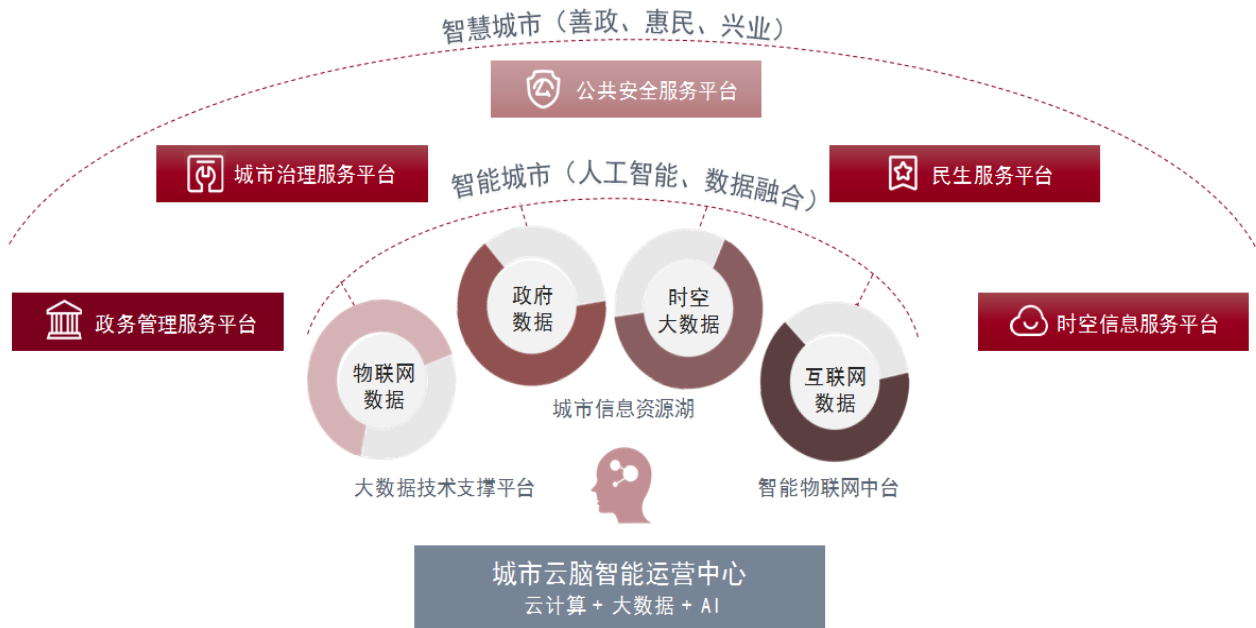 智慧城市（善政、惠民、兴业）
公共安全服务平台
城市治理服务平台
民生服务平台
智能城市（人工智能、数据融合）
政务管理服务平台
时空信息服务平台
政府
数据
时空
大数据
物联网
数据
互联网
数据
城市信息资源湖
大数据技术支撑平台
智能物联网中台
城市云脑智能运营中心
云计算 + 大数据 + AI